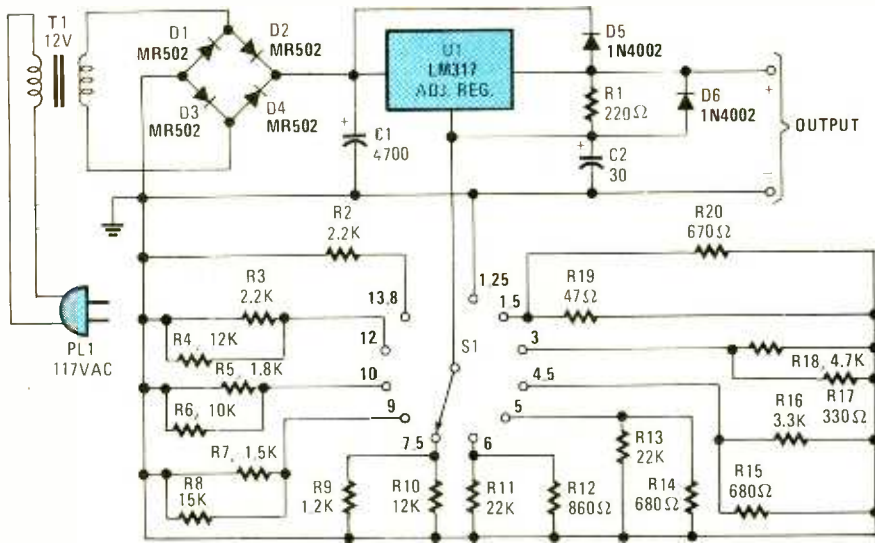 T1
12V
D1
MR502
D2
MR502
D3
MR502
D4
MR502
U1
LM317
ADJ. REG.
D5
1N4002
R1
220Ω
D6
1N4002
+
C1
4700
+
C2
30
+
−
OUTPUT
PL1
117VAC
R2
2.2K
R3
2.2K
R4, 12K
R5, 1.8K
R6, 10K
R7, 1.5K
R8
15K
R9
1.2K
R10
12K
R11
22K
R12
860Ω
R13
22K
R14
680Ω
R15
680Ω
R16
3.3K
R17
330Ω
R18, 4.7K
R19
47Ω
R20
670Ω
S1
1.25
1.5
3
4.5
5
6
7.5
9
10
12
13.8